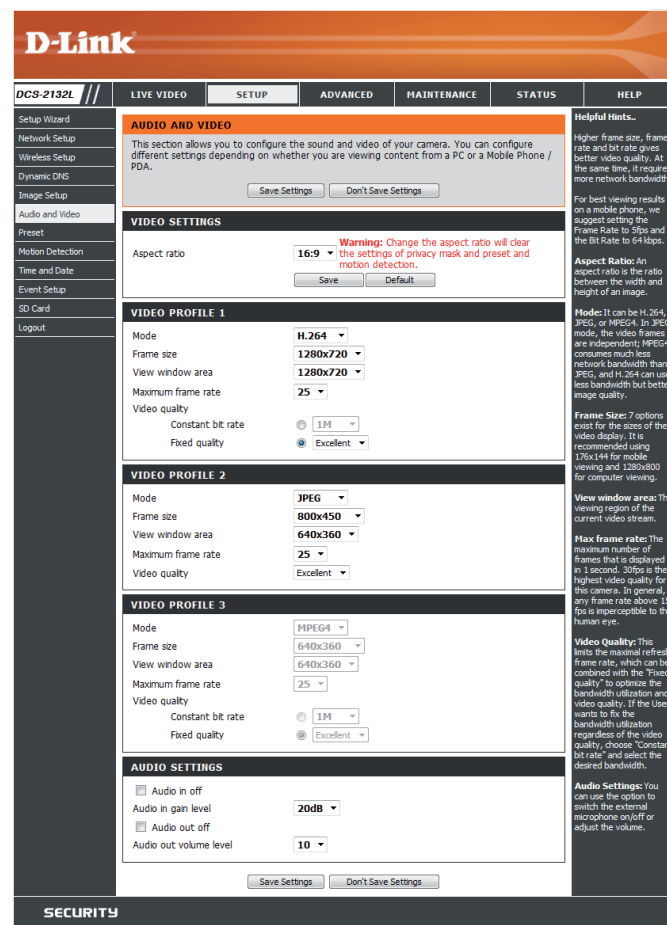 D-Link
DCS-2132L
LIVE VIDEO
SETUP
ADVANCED
MAINTENANCE
STATUS
HELP
Setup Wizard
Network Setup
Wireless Setup
Dynamic DNS
Image Setup
Audio and Video
Preset
Motion Detection
Time and Date
Event Setup
SD Card
Logout
AUDIO AND VIDEO
This section allows you to configure the sound and video of your camera. You can configure
different settings depending on whether you are viewing content from a PC or a Mobile Phone /
PDA.
Save Settings Don't Save Settings
VIDEO SETTINGS
Aspect ratio 16:9
Warning: Change the aspect ratio will clear
the settings of privacy mask and preset and
motion detection.
Save Default
VIDEO PROFILE 1
Mode H.264
Frame size 1280x720
View window area 1280x720
Maximum frame rate 25
Video quality
Constant bit rate 1M
Fixed quality Excellent
VIDEO PROFILE 2
Mode JPEG
Frame size 800x450
View window area 640x360
Maximum frame rate 25
Video quality Excellent
VIDEO PROFILE 3
Mode MPEG4
Frame size 640x360
View window area 640x360
Maximum frame rate 25
Video quality
Constant bit rate 1M
Fixed quality Excellent
AUDIO SETTINGS
Audio in off
Audio in gain level 20dB
Audio out off
Audio out volume level 10
Save Settings Don't Save Settings
Helpful Hints..
Higher frame size, frame
rate and bit rate gives
better video quality. At
the same time, it require
more network bandwidth
For best viewing results
on a mobile phone, we
suggest setting the
Frame Rate to 5fps and
the Bit Rate to 64 kbps.
Aspect Ratio: An
aspect ratio is the ratio
between the width and
height of an image.
Mode: It can be H.264,
JPEG, or MPEG4. In JPEG
mode, the video frames
are independent; MPEG4
consumes much less
network bandwidth than
JPEG, and H.264 can use
less bandwidth but bette
image quality.
Frame Size: 7 options
exist for the sizes of the
video display. It is
recommended using
176x144 for mobile
viewing and 1280x800
for computer viewing.
View window area: Th
viewing region of the
current video stream.
Max frame rate: The
maximum number of
frames that is displayed
in 1 second. 30fps is the
highest video quality for
this camera. In general,
any frame rate above 15
fps is imperceptible to th
human eye.
Video Quality: This
limits the maximal refresh
frame rate, which can be
combined with the "Fixed
quality" to optimize the
bandwidth utilization and
video quality. If the User
wants to fix the
bandwidth utilization
regardless of the video
quality, choose "Constan
bit rate" and select the
desired bandwidth.
Audio Settings: You
can use the option to
switch the external
microphone on/off or
adjust the volume.
SECURITY